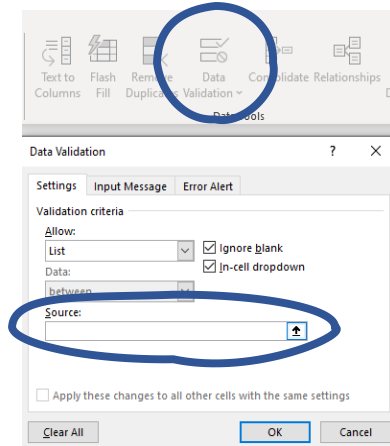 Text to Flash Remove Data Consolidate Relationships
Columns Fill Duplicates Validation
Data Tools
Data Validation ? ×
Settings Input Message Error Alert
Validation criteria
Allow:
List Ignore blank
Data: In-cell dropdown
between
Source:
Apply these changes to all other cells with the same settings
Clear All OK Cancel